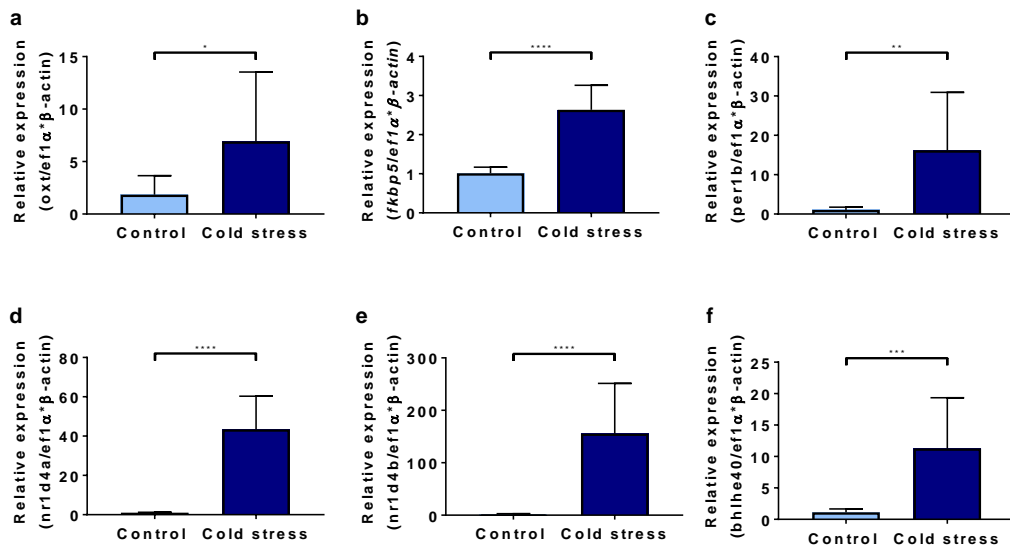 a
Relative expression
(oxt/ef1α*β-actin)
15
10
5
0
*
Control
Cold stress
b
Relative expression
(fkbp5/ef1α*β-actin)
4
3
2
1
0
****
Control
Cold stress
c
Relative expression
(per1b/ef1α*β-actin)
40
30
20
10
0
**
Control
Cold stress
d
Relative expression
(nr1d4a/ef1α*β-actin)
80
60
40
20
0
****
Control
Cold stress
e
Relative expression
(nr1d4b/ef1α*β-actin)
300
200
100
0
****
Control
Cold stress
f
Relative expression
(bhlhe40/ef1α*β-actin)
25
20
15
10
5
0
***
Control
Cold stress